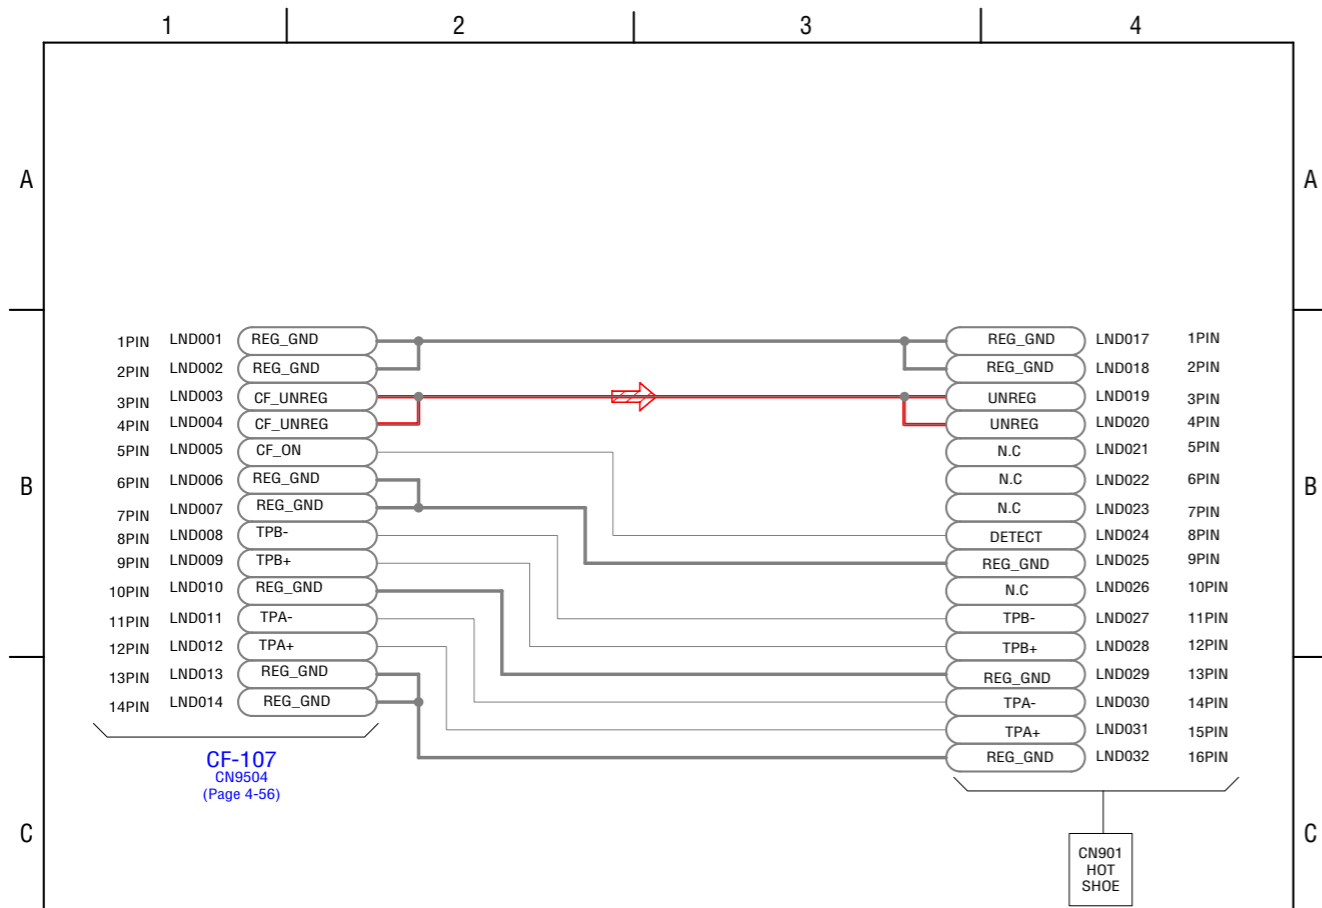 1 2 3 4
A A
1PIN LND001 REG_GND REG_GND LND017 1PIN
2PIN LND002 REG_GND REG_GND LND018 2PIN
3PIN LND003 CF_UNREG UNREG LND019 3PIN
4PIN LND004 CF_UNREG UNREG LND020 4PIN
5PIN LND005 CF_ON N.C LND021 5PIN
6PIN LND006 REG_GND N.C LND022 6PIN
B B
7PIN LND007 REG_GND N.C LND023 7PIN
8PIN LND008 TPB- DETECT LND024 8PIN
9PIN LND009 TPB+ REG_GND LND025 9PIN
10PIN LND010 REG_GND N.C LND026 10PIN
11PIN LND011 TPA- TPB- LND027 11PIN
12PIN LND012 TPA+ TPB+ LND028 12PIN
13PIN LND013 REG_GND REG_GND LND029 13PIN
14PIN LND014 REG_GND TPA- LND030 14PIN
TPA+ LND031 15PIN
REG_GND LND032 16PIN
CF-107
CN9504
(Page 4-56)
C C
CN901
HOT
SHOE